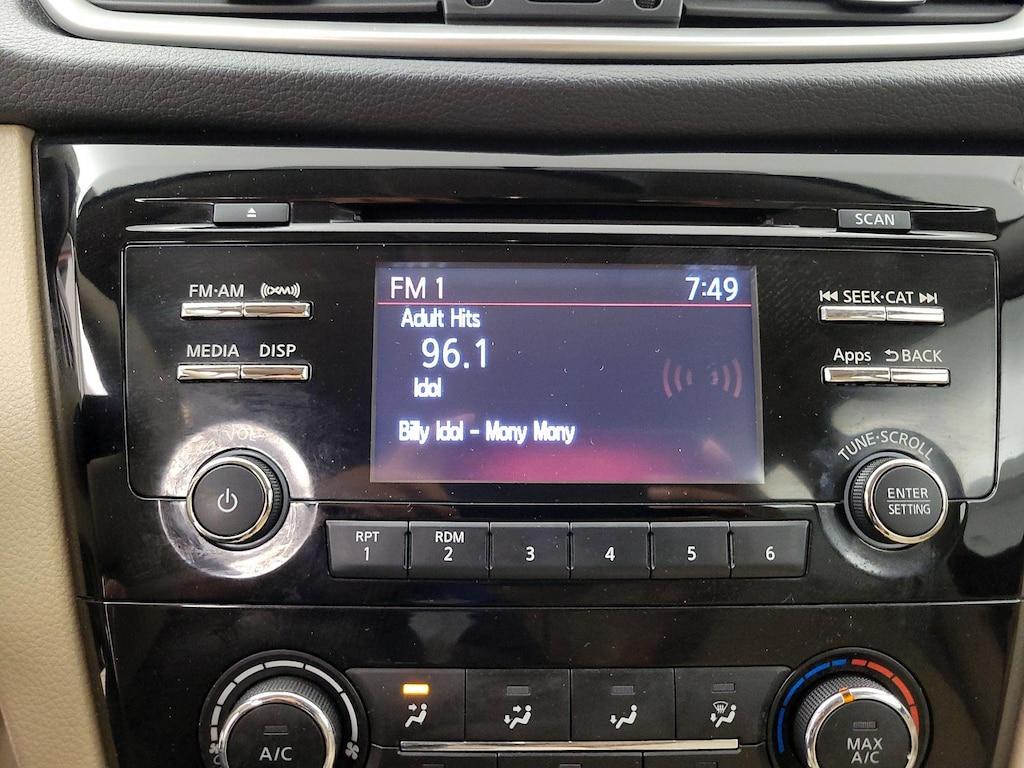 SCAN
FM·AM ((XM))
FM 1 7:49
SEEK·CAT
Adult Hits
96.1
MEDIA DISP
Apps BACK
Idol
Billy Idol - Mony Mony
VOL
TUNE·SCROLL
ENTER
SETTING
RPT RDM
1 2 3 4 5 6
A/C
MAX
A/C